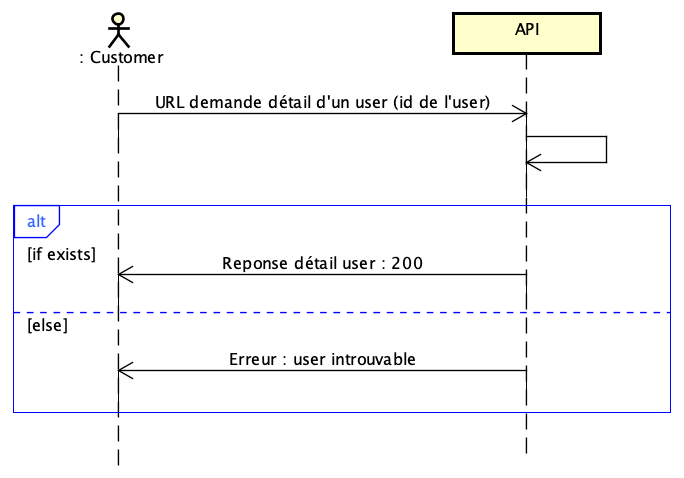 API
: Customer
URL demande détail d'un user (id de l'user)
alt
[if exists]
Reponse détail user : 200
[else]
Erreur : user introuvable